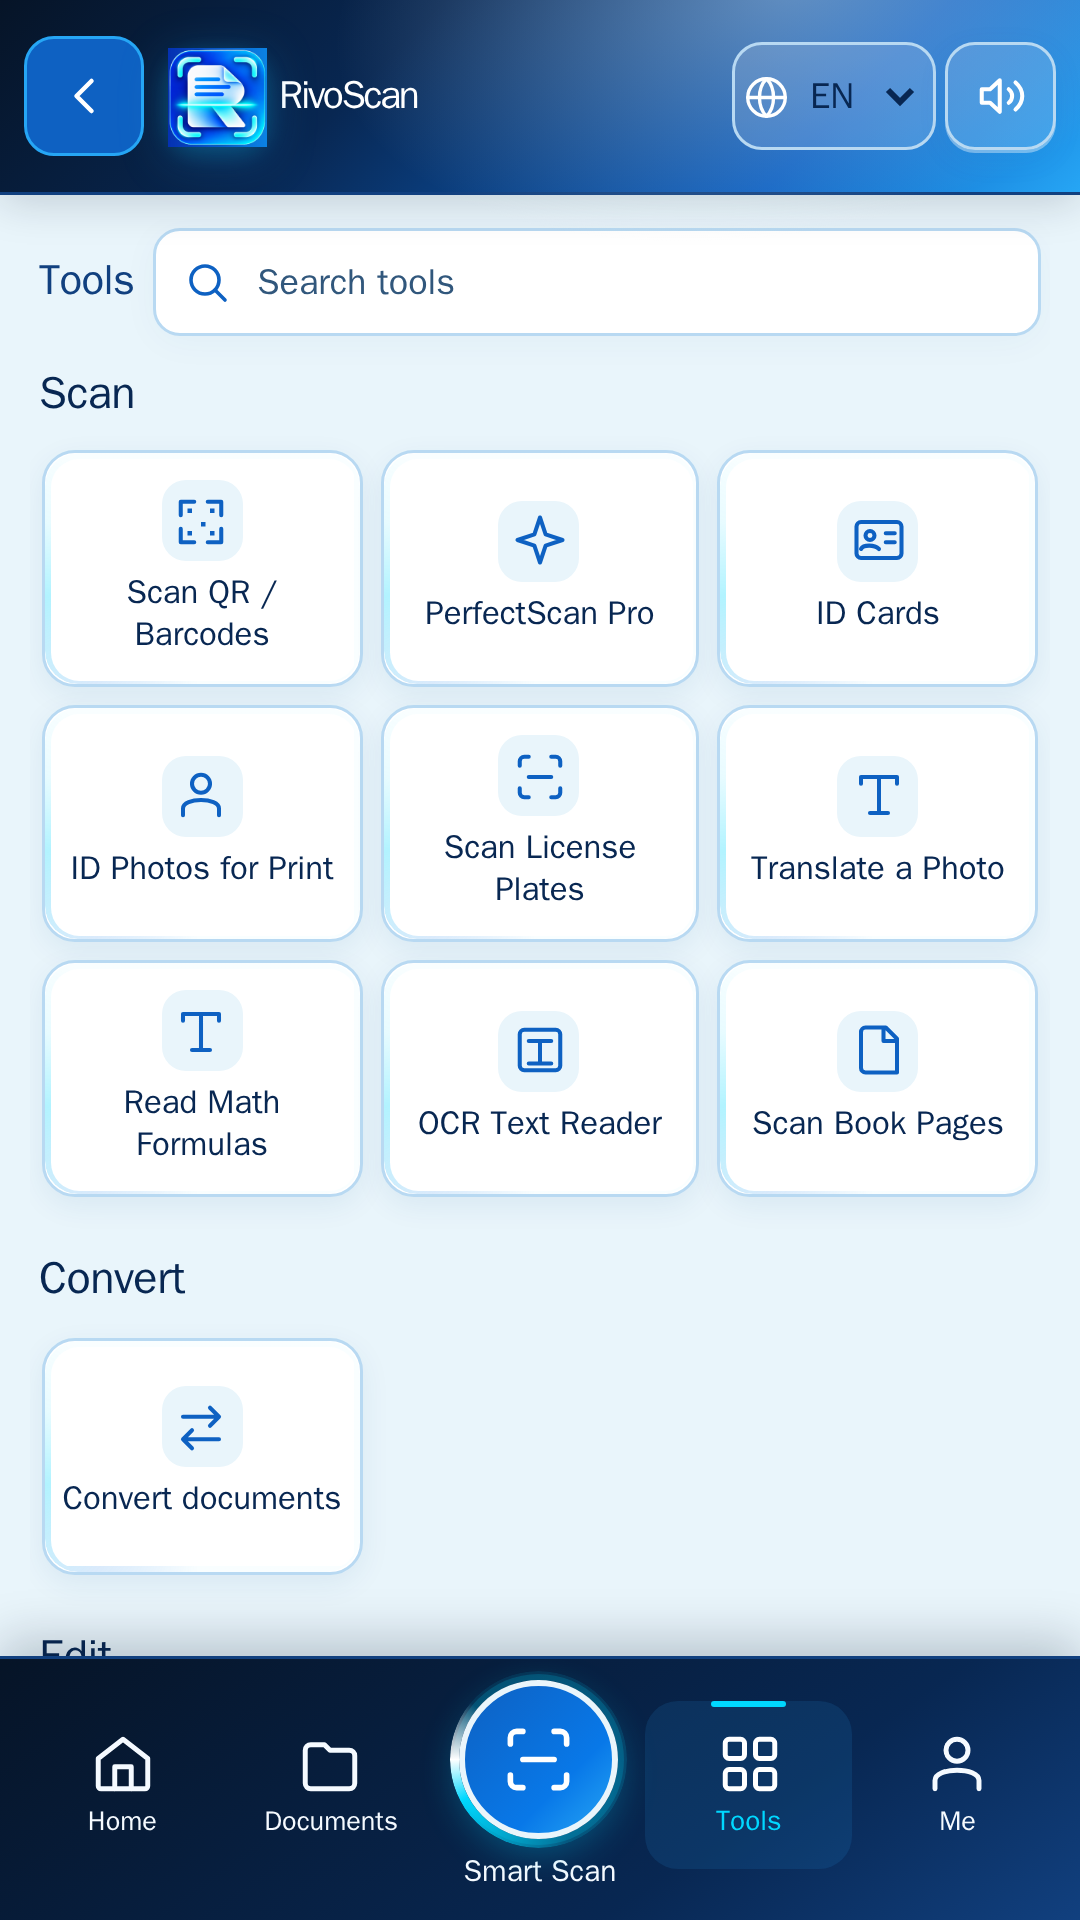 RivoScan
EN
Tools
Search tools
Scan
Scan QR /
Barcodes
PerfectScan Pro
ID Cards
ID Photos for Print
Scan License
Plates
Translate a Photo
Read Math
Formulas
OCR Text Reader
Scan Book Pages
Convert
Convert documents
Edit
Home
Documents
Smart Scan
Tools
Me